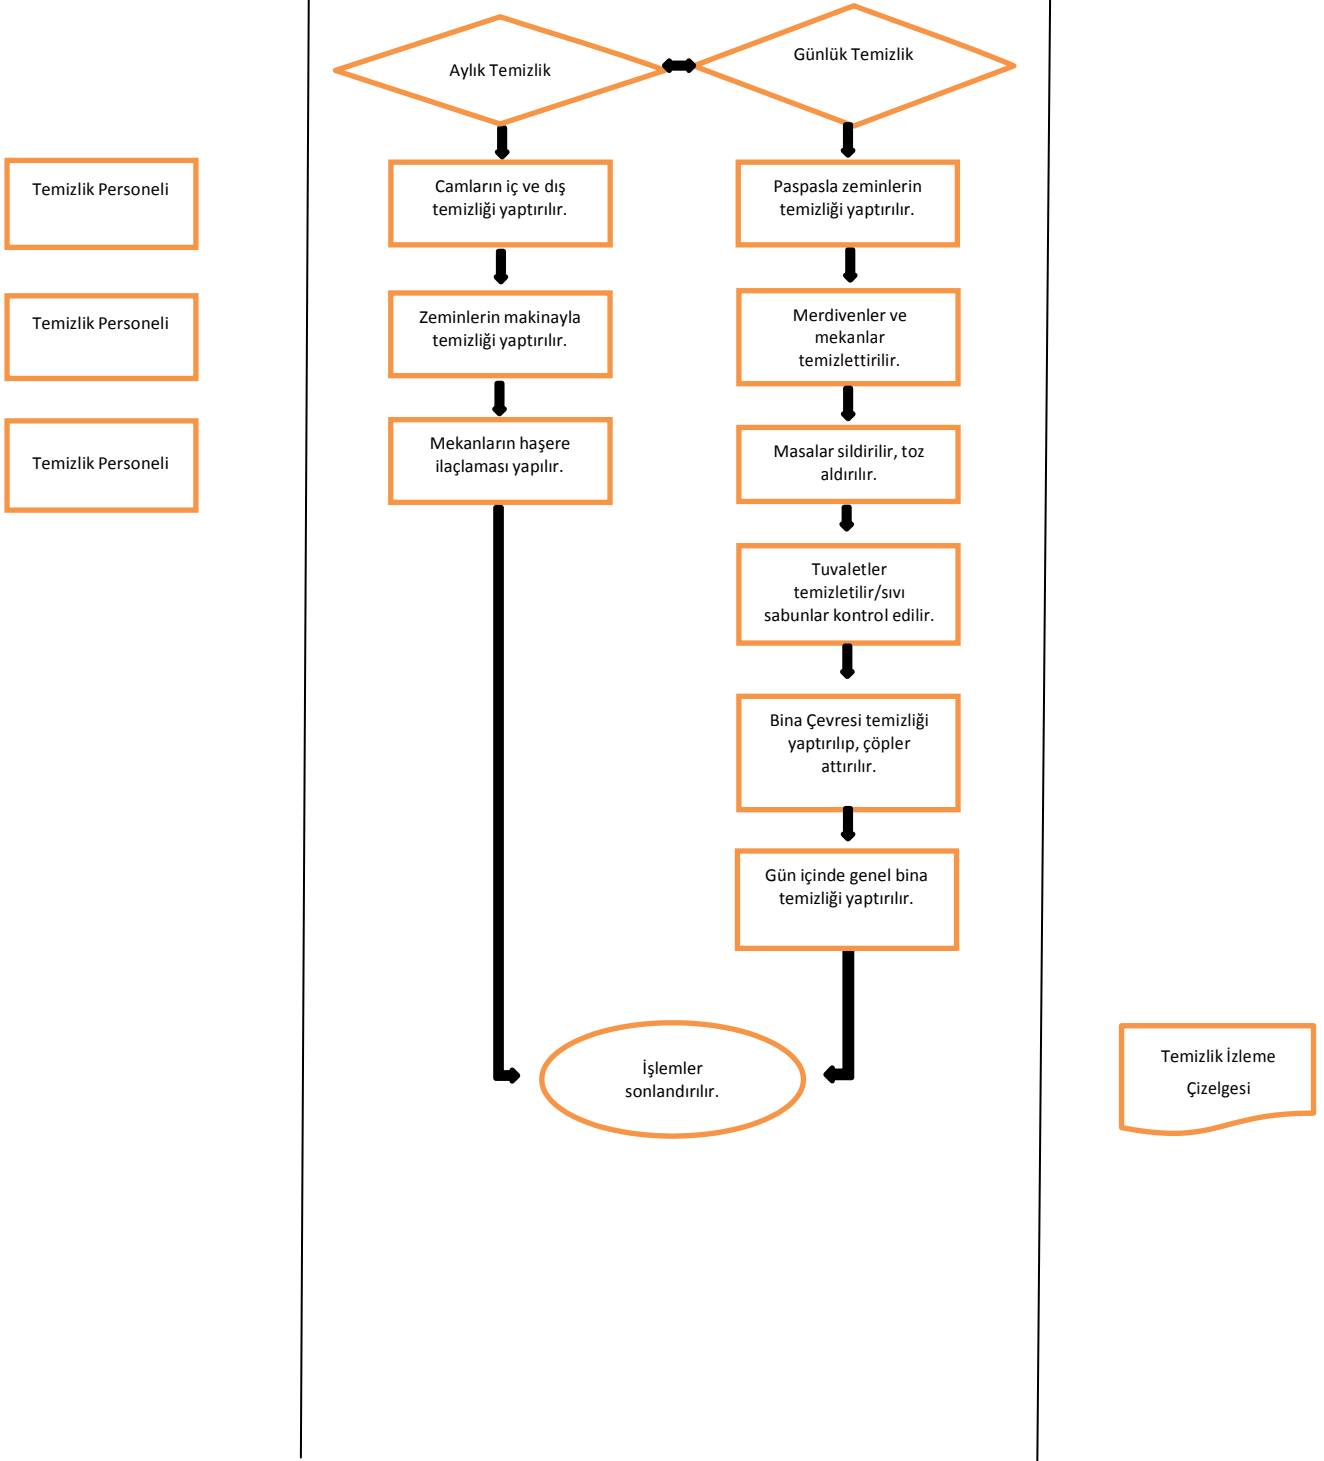 Aylık Temizlik
Günlük Temizlik
Temizlik Personeli
Camların iç ve dış
temizliği yaptırılır.
Paspasla zeminlerin
temizliği yaptırılır.
Temizlik Personeli
Zeminlerin makinayla
temizliği yaptırılır.
Merdivenler ve
mekanlar
temizlettirilir.
Temizlik Personeli
Mekanların haşere
ilaçlaması yapılır.
Masalar sildirilir, toz
aldırılır.
Tuvaletler
temizletilir/sıvı
sabunlar kontrol edilir.
Bina Çevresi temizliği
yaptırılıp, çöpler
attırılır.
Gün içinde genel bina
temizliği yaptırılır.
İşlemler
sonlandırılır.
Temizlik İzleme
Çizelgesi